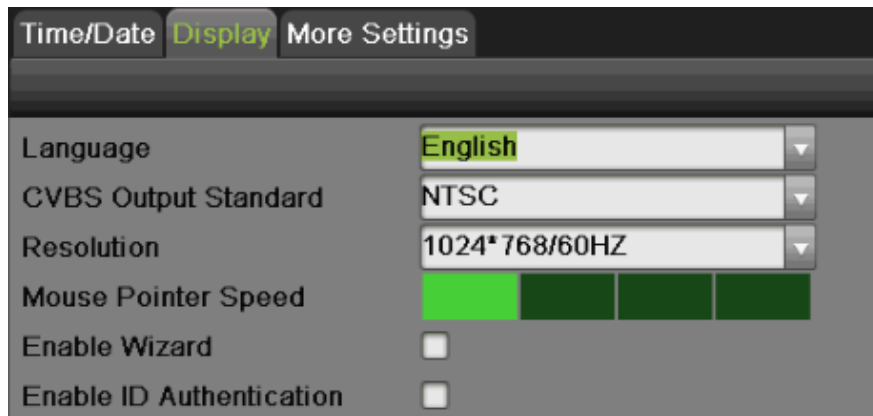 Time/Date Display More Settings
Language English
CVBS Output Standard NTSC
Resolution 1024*768/60HZ
Mouse Pointer Speed
Enable Wizard
Enable ID Authentication